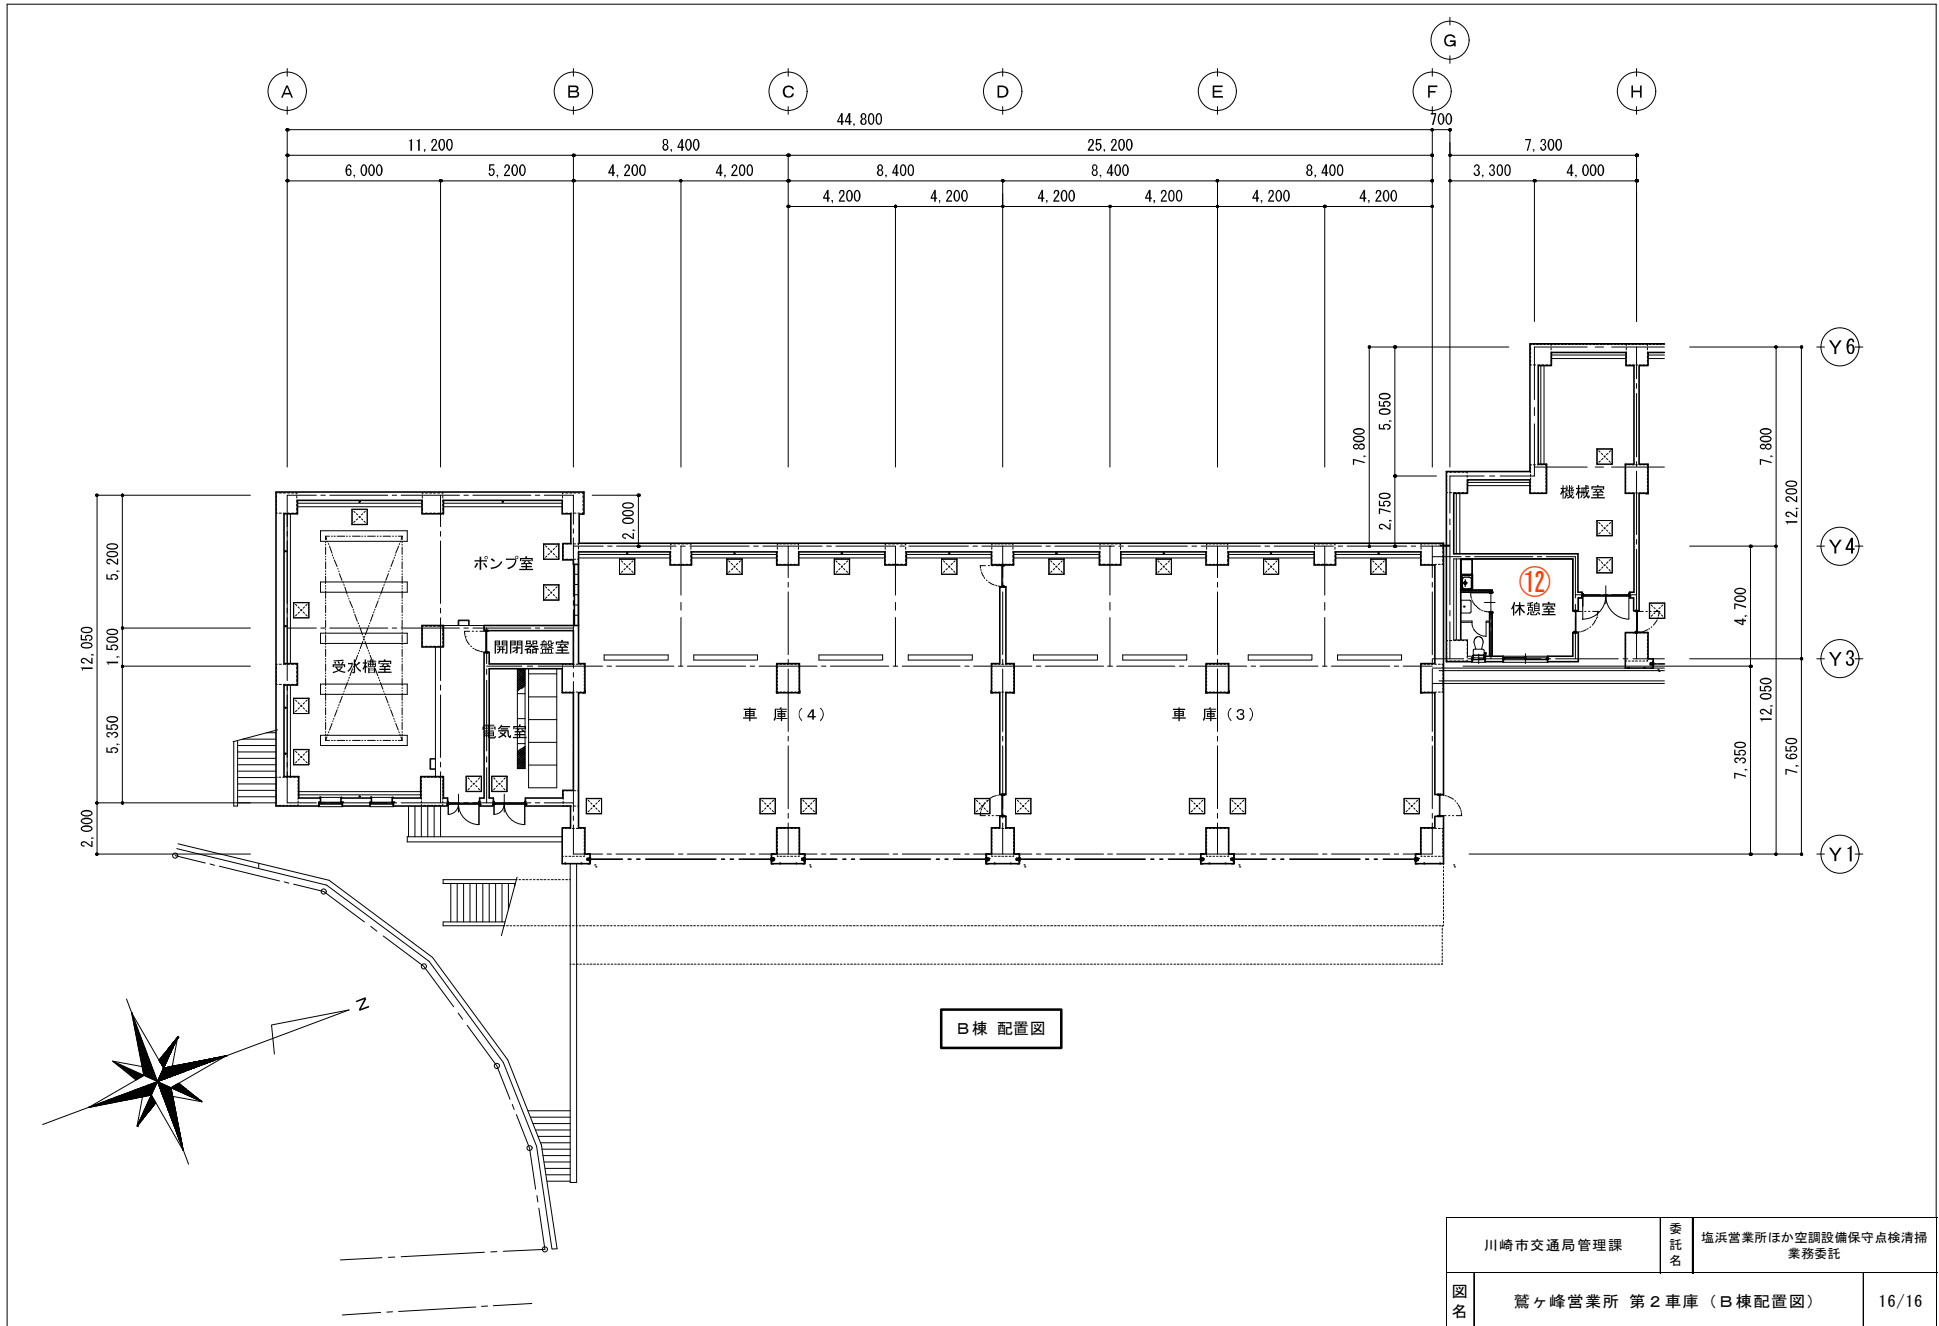 G
A B C D E F H
44,800 700
11,200 8,400 25,200 7,300
6,000 5,200 4,200 4,200 8,400 8,400 8,400 3,300 4,000
4,200 4,200 4,200 4,200 4,200 4,200
Y6
5,050
7,800
7,800
2,750
12,200
機械室
2,000
Y4
5,200
ポンプ室
⑫
休憩室
4,700
12,050
1,500
開閉器盤室
受水槽室
Y3
5,350
電気室
車 庫(4)
車 庫(3)
12,050
7,350
7,650
2,000
Y1
N
B棟 配置図
川崎市交通局管理課
委託名
塩浜営業所ほか空調設備保守点検清掃
業務委託
図名
鷲ヶ峰営業所 第2車庫(B棟配置図)
16/16